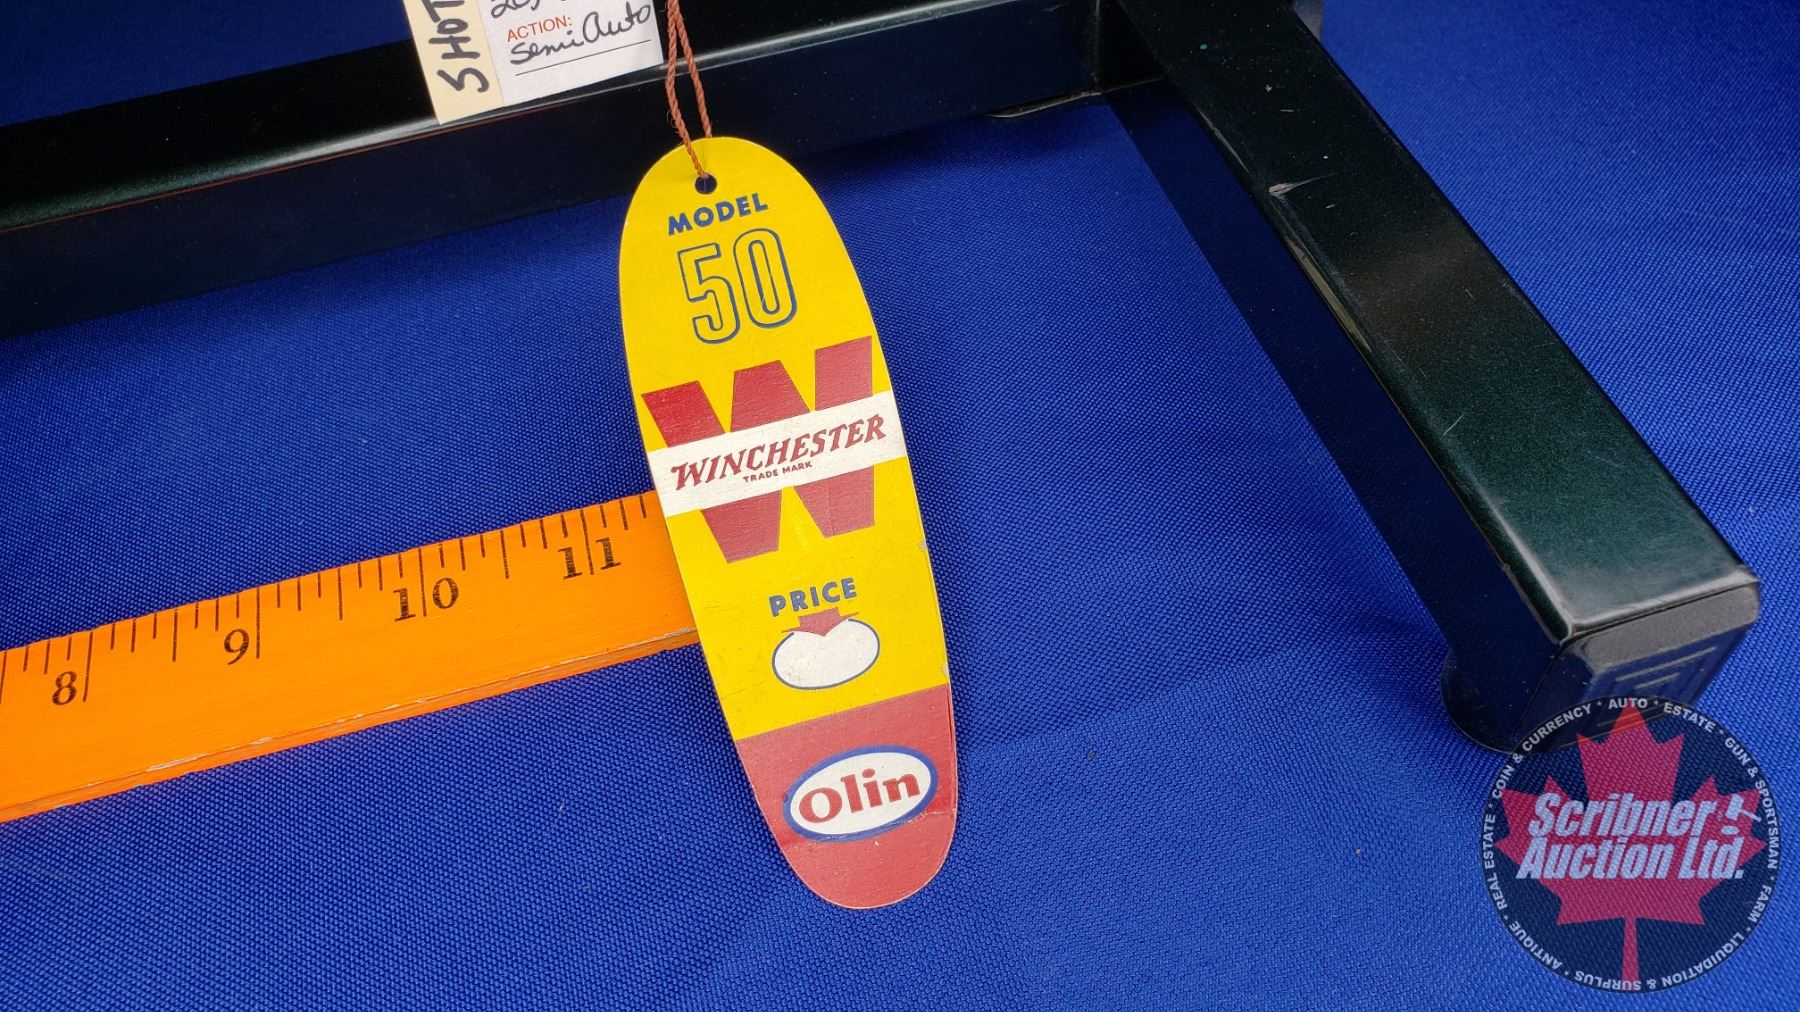 SHOT
ACTION:
Semi Auto
MODEL
50
WINCHESTER
TRADE MARK
PRICE
Olin
8 9 10 11
COIN & CURRENCY * AUTO * ESTATE * GUN & SPORTSMAN * FARM * LIQUIDATION & SURPLUS * ANTIQUE * REAL ESTATE *
Scribner
Auction Ltd.